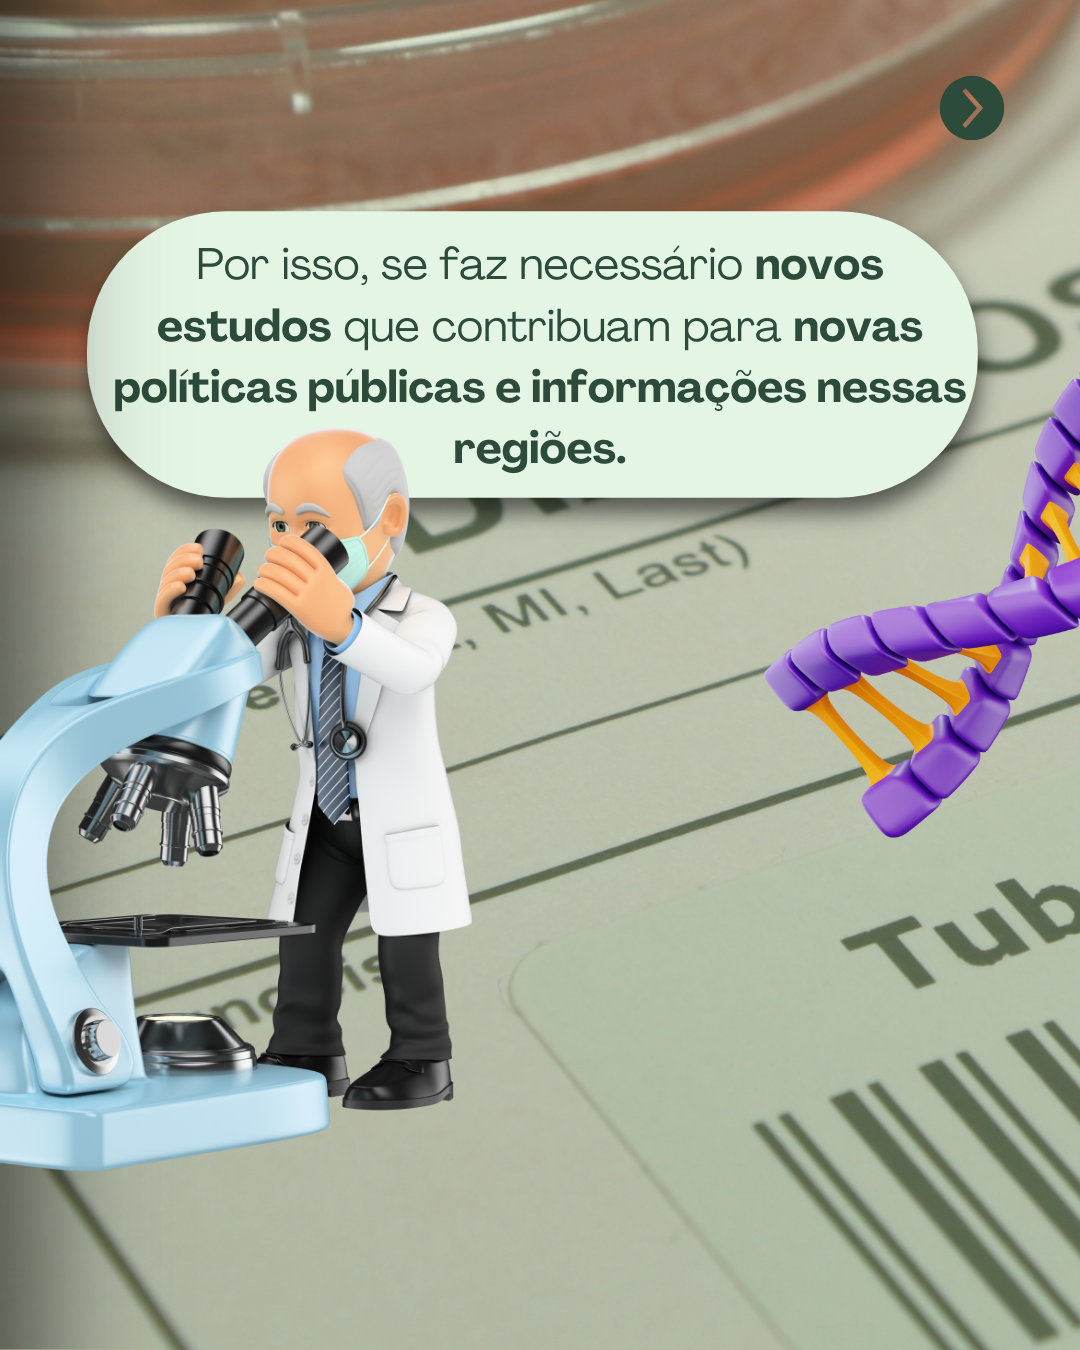 Por isso, se faz necessário novos
estudos que contribuam para novas
políticas públicas e informações nessas
regiões.
, MI, Last)
Tub